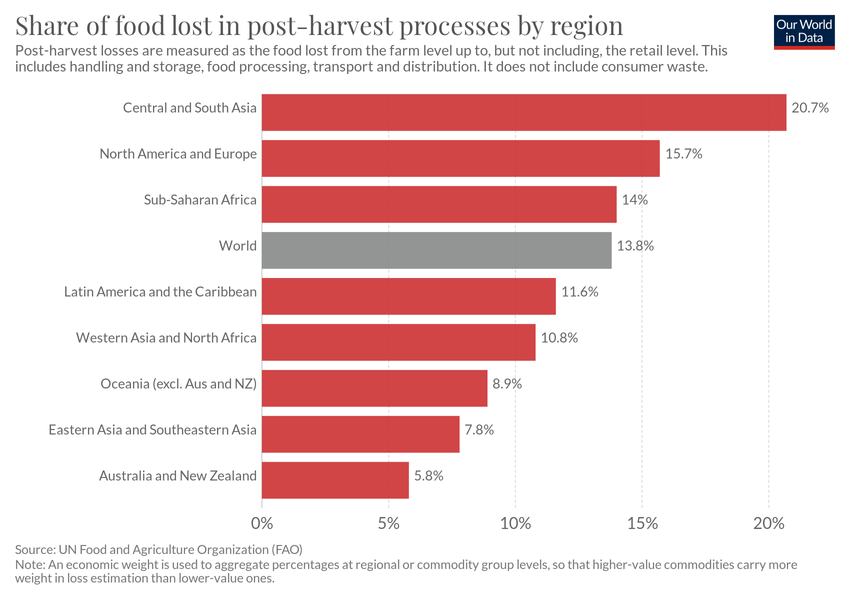 Share of food lost in post-harvest processes by region
Our World
in Data
Post-harvest losses are measured as the food lost from the farm level up to, but not including, the retail level. This
includes handling and storage, food processing, transport and distribution. It does not include consumer waste.
Central and South Asia 20.7%
North America and Europe 15.7%
Sub-Saharan Africa 14%
World 13.8%
Latin America and the Caribbean 11.6%
Western Asia and North Africa 10.8%
Oceania (excl. Aus and NZ) 8.9%
Eastern Asia and Southeastern Asia 7.8%
Australia and New Zealand 5.8%
0% 5% 10% 15% 20%
Source: UN Food and Agriculture Organization (FAO)
Note: An economic weight is used to aggregate percentages at regional or commodity group levels, so that higher-value commodities carry more
weight in loss estimation than lower-value ones.